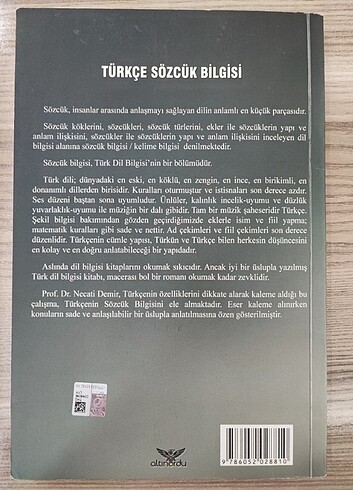 TÜRKÇE SÖZCÜK BİLGİSİ
Sözcük, insanlar arasında anlaşmayı sağlayan dilin anlamlı en küçük parçasıdır.
Sözcük köklerini, sözcükleri, sözcük türlerini, ekler ile sözcüklerin yapı ve
anlam ilişkisini, sözcükler ile sözcüklerin yapı ve anlam ilişkisini inceleyen dil
bilgisi alanına sözcük bilgisi / kelime bilgisi denilmektedir.
Sözcük bilgisi, Türk Dil Bilgisi'nin bir bölümüdür.
Türk dili; dünyadaki en eski, en köklü, en zengin, en ince, en birikimli, en
donanımlı dillerden birisidir. Kuralları oturmuştur ve istisnaları son derece azdır.
Ses düzeni baştan sona uyumludur. Ünlüler, kalınlık incelik-uyumu ve düzlük
yuvarlaklık-uyumu ile müziğin bir dalı gibidir. Tam bir müzik şaheseridir Türkçe.
Şekil bilgisi bakımından gözden geçirdiğimizde eklerle isim ve fiil yapma;
matematik kuralları gibi sade ve nettir. Ad çekimleri ve fiil çekimleri son derece
düzenlidir. Türkçenin cümle yapısı, Türkün ve Türkçe bilen herkesin düşüncesini
en kolay ve en doğru anlatabileceği bir yapıdadır.
Aslında dil bilgisi kitaplarını okumak sıkıcıdır. Ancak iyi bir üslupla yazılmış
Türk dil bilgisi kitabı, macerası bol bir romanı okumak kadar zevklidir.
Prof. Dr. Necati Demir, Türkçenin özelliklerini dikkate alarak kaleme aldığı bu
çalışma, Türkçenin Sözcük Bilgisini ele almaktadır. Eser kaleme alınırken
konuların sade ve anlaşılabilir bir üslupla anlatılmasına özen gösterilmiştir.
altınordu
9 786052 028810